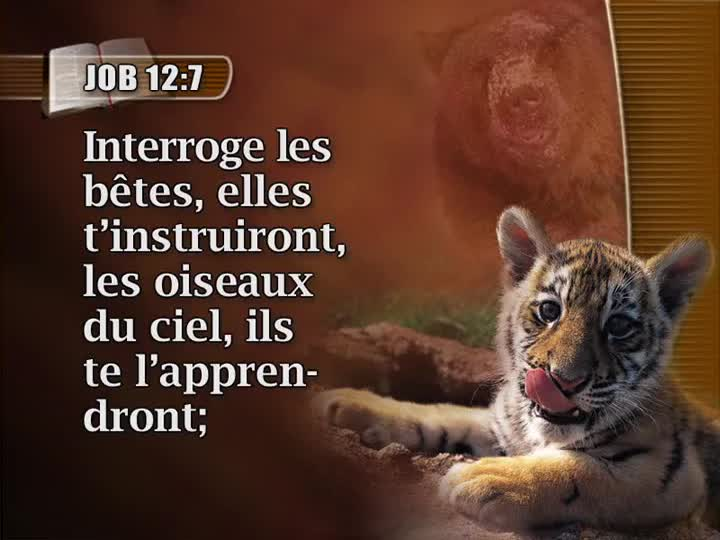 JOB 12:7
Interroge les
bêtes, elles
t'instruiront,
les oiseaux
du ciel, ils
te l'appren-
dront;